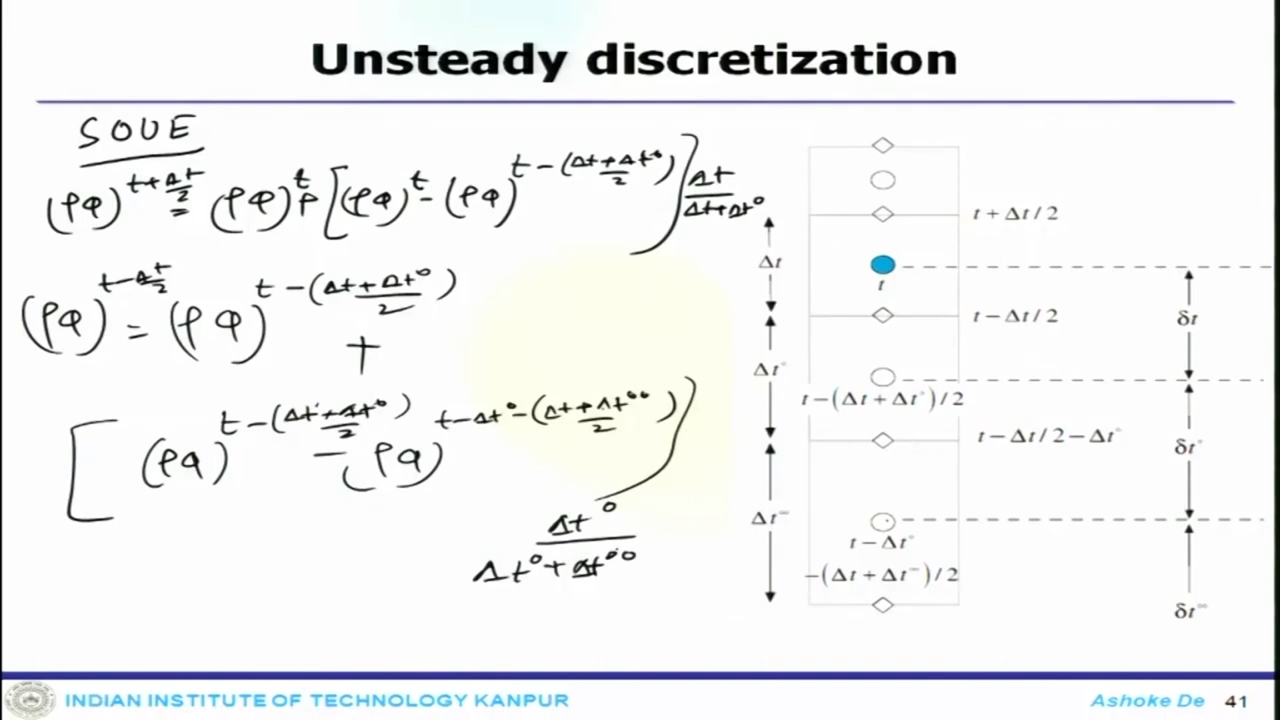 Unsteady discretization
SOUE
(ρφ)^{t+Δt/2} = (ρφ)^t + [(ρφ)^t - (ρφ)^{t-(Δt+Δt°)/2}] Δt/(Δt+Δt°)
(ρφ)^{t-Δt/2} = (ρφ)^{t-(Δt+Δt°)/2}
+
[(ρφ)^{t-(Δt+Δt°)/2} - (ρφ)^{t-Δt°-(Δt+Δt°°)/2}]
Δt°/(Δt°+Δt°°)
t + Δt / 2
Δt
t
t − Δt / 2
δt
Δt°
t − (Δt + Δt°) / 2
t − Δt / 2 − Δt°
δt°
Δt°°
t − Δt°
−(Δt + Δt°°) / 2
δt°°
INDIAN INSTITUTE OF TECHNOLOGY KANPUR
Ashoke De 41